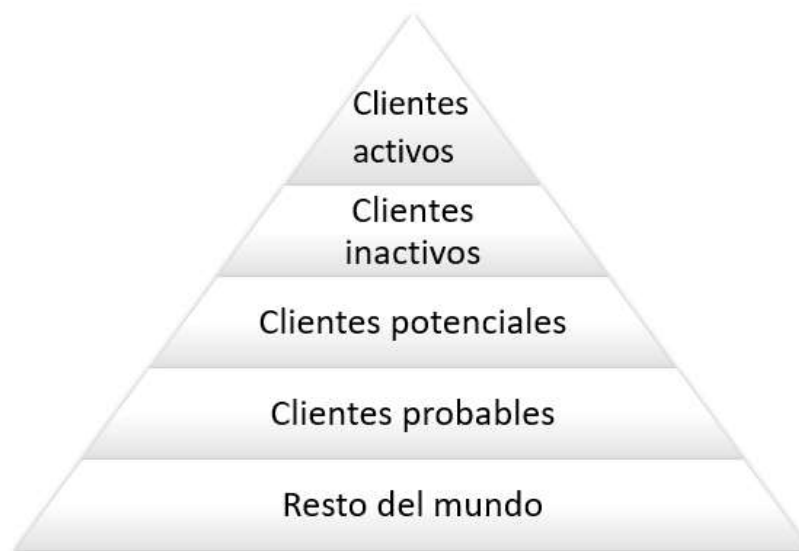 Clientes
activos
Clientes
inactivos
Clientes potenciales
Clientes probables
Resto del mundo